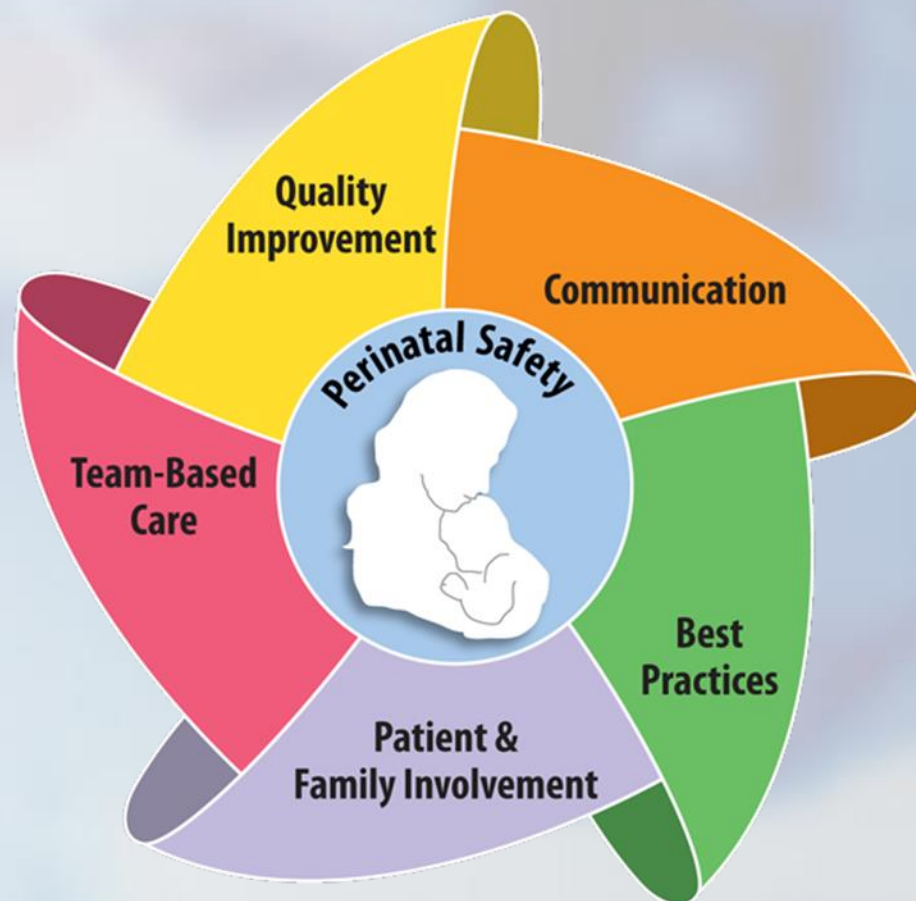 Quality
Improvement
Communication
Perinatal Safety
Team-Based
Care
Best
Practices
Patient &
Family Involvement